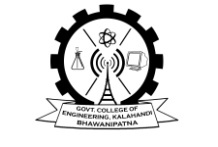 GOVT. COLLEGE OF
ENGINEERING, KALAHANDI
BHAWANIPATNA